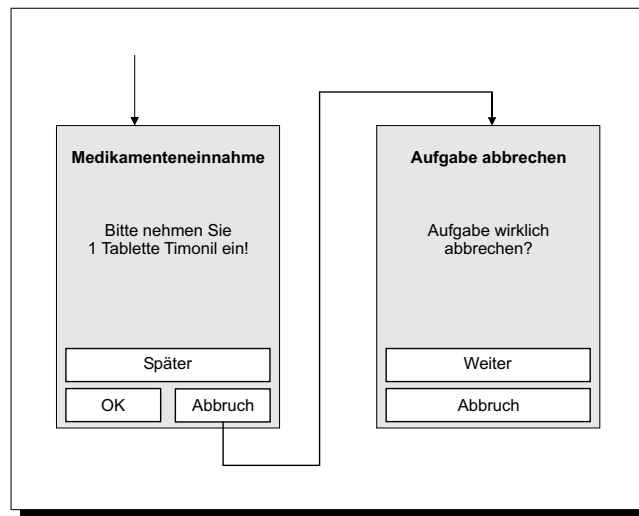 Medikamenteneinnahme
Bitte nehmen Sie
1 Tablette Timonil ein!
Später
OK
Abbruch
Aufgabe abbrechen
Aufgabe wirklich
abbrechen?
Weiter
Abbruch